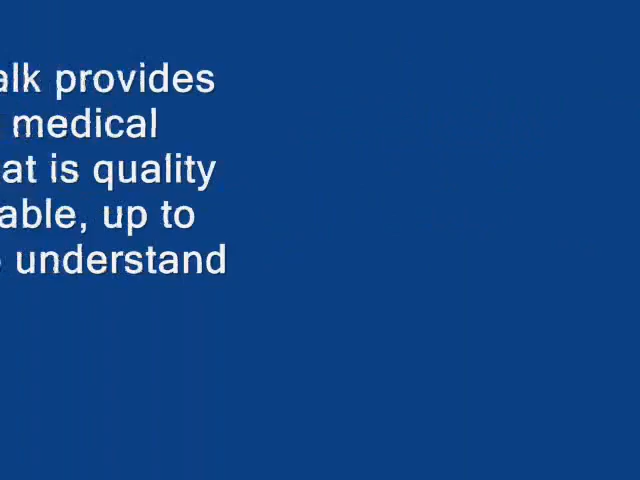 alk provides
medical
at is quality
able, up to
understand